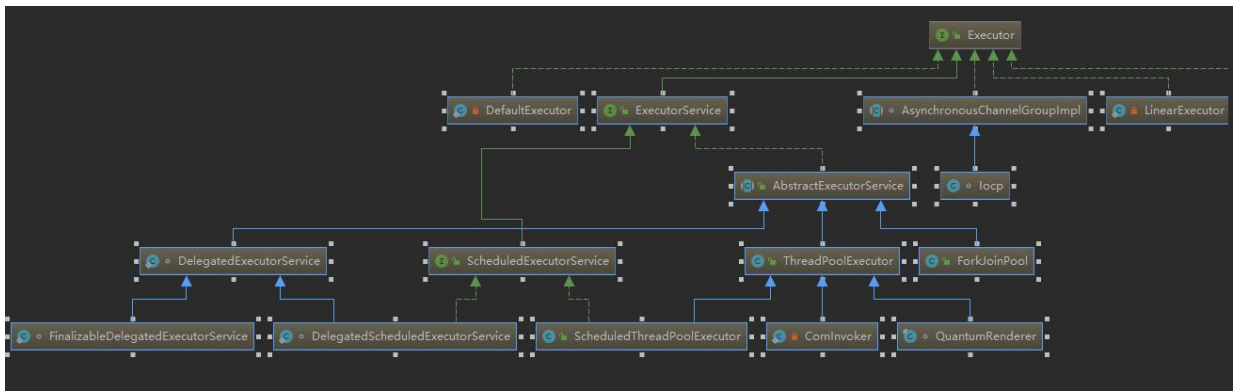 Executor
DefaultExecutor
ExecutorService
AsynchronousChannelGroupImpl
LinearExecutor
AbstractExecutorService
Iocp
DelegatedExecutorService
ScheduledExecutorService
ThreadPoolExecutor
ForkJoinPool
FinalizableDelegatedExecutorService
DelegatedScheduledExecutorService
ScheduledThreadPoolExecutor
ComInvoker
QuantumRenderer